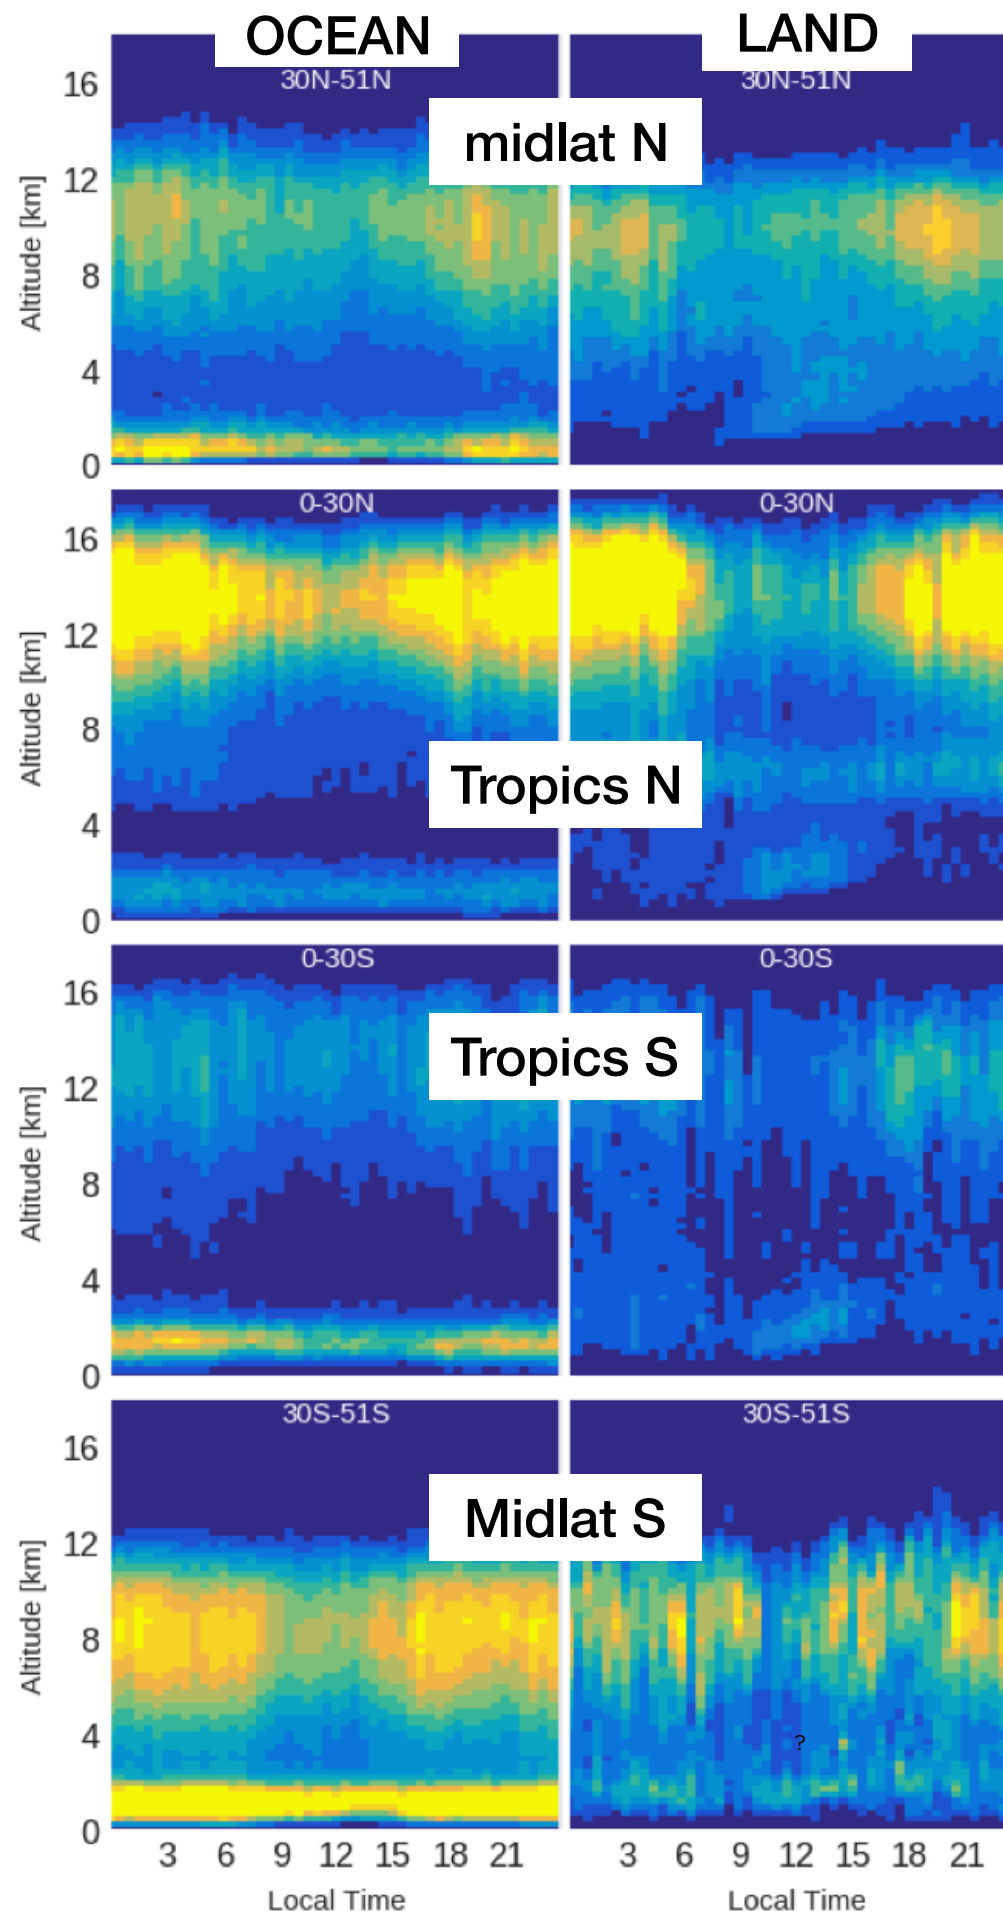 OCEAN
LAND
30N-51N
30N-51N
midlat N
16
12
8
4
0
Altitude [km]
0-30N
0-30N
Tropics N
16
12
8
4
0
Altitude [km]
0-30S
0-30S
Tropics S
16
12
8
4
0
Altitude [km]
30S-51S
30S-51S
Midlat S
16
12
8
4
0
Altitude [km]
?
3 6 9 12 15 18 21
3 6 9 12 15 18 21
Local Time
Local Time